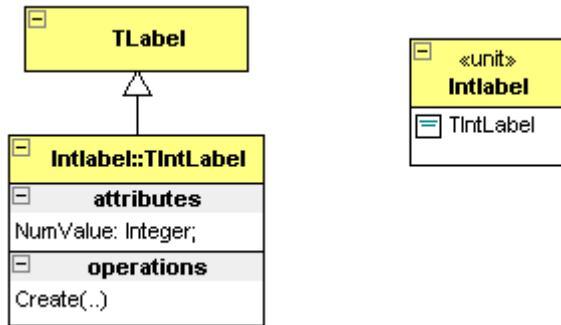 TLabel
Intlabel::TIntLabel
attributes
NumValue: Integer;
operations
Create(..)
«unit»
Intlabel
TIntLabel